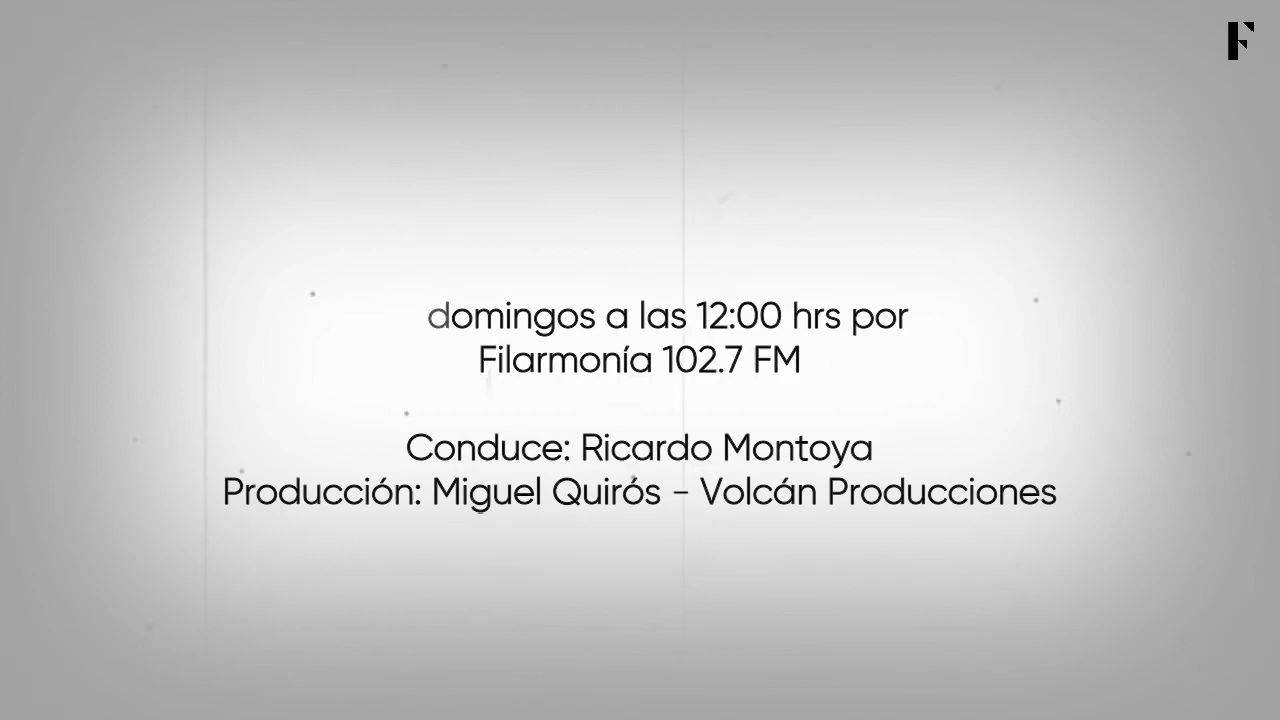 domingos a las 12:00 hrs por
Filarmonía 102.7 FM
Conduce: Ricardo Montoya
Producción: Miguel Quirós - Volcán Producciones
F